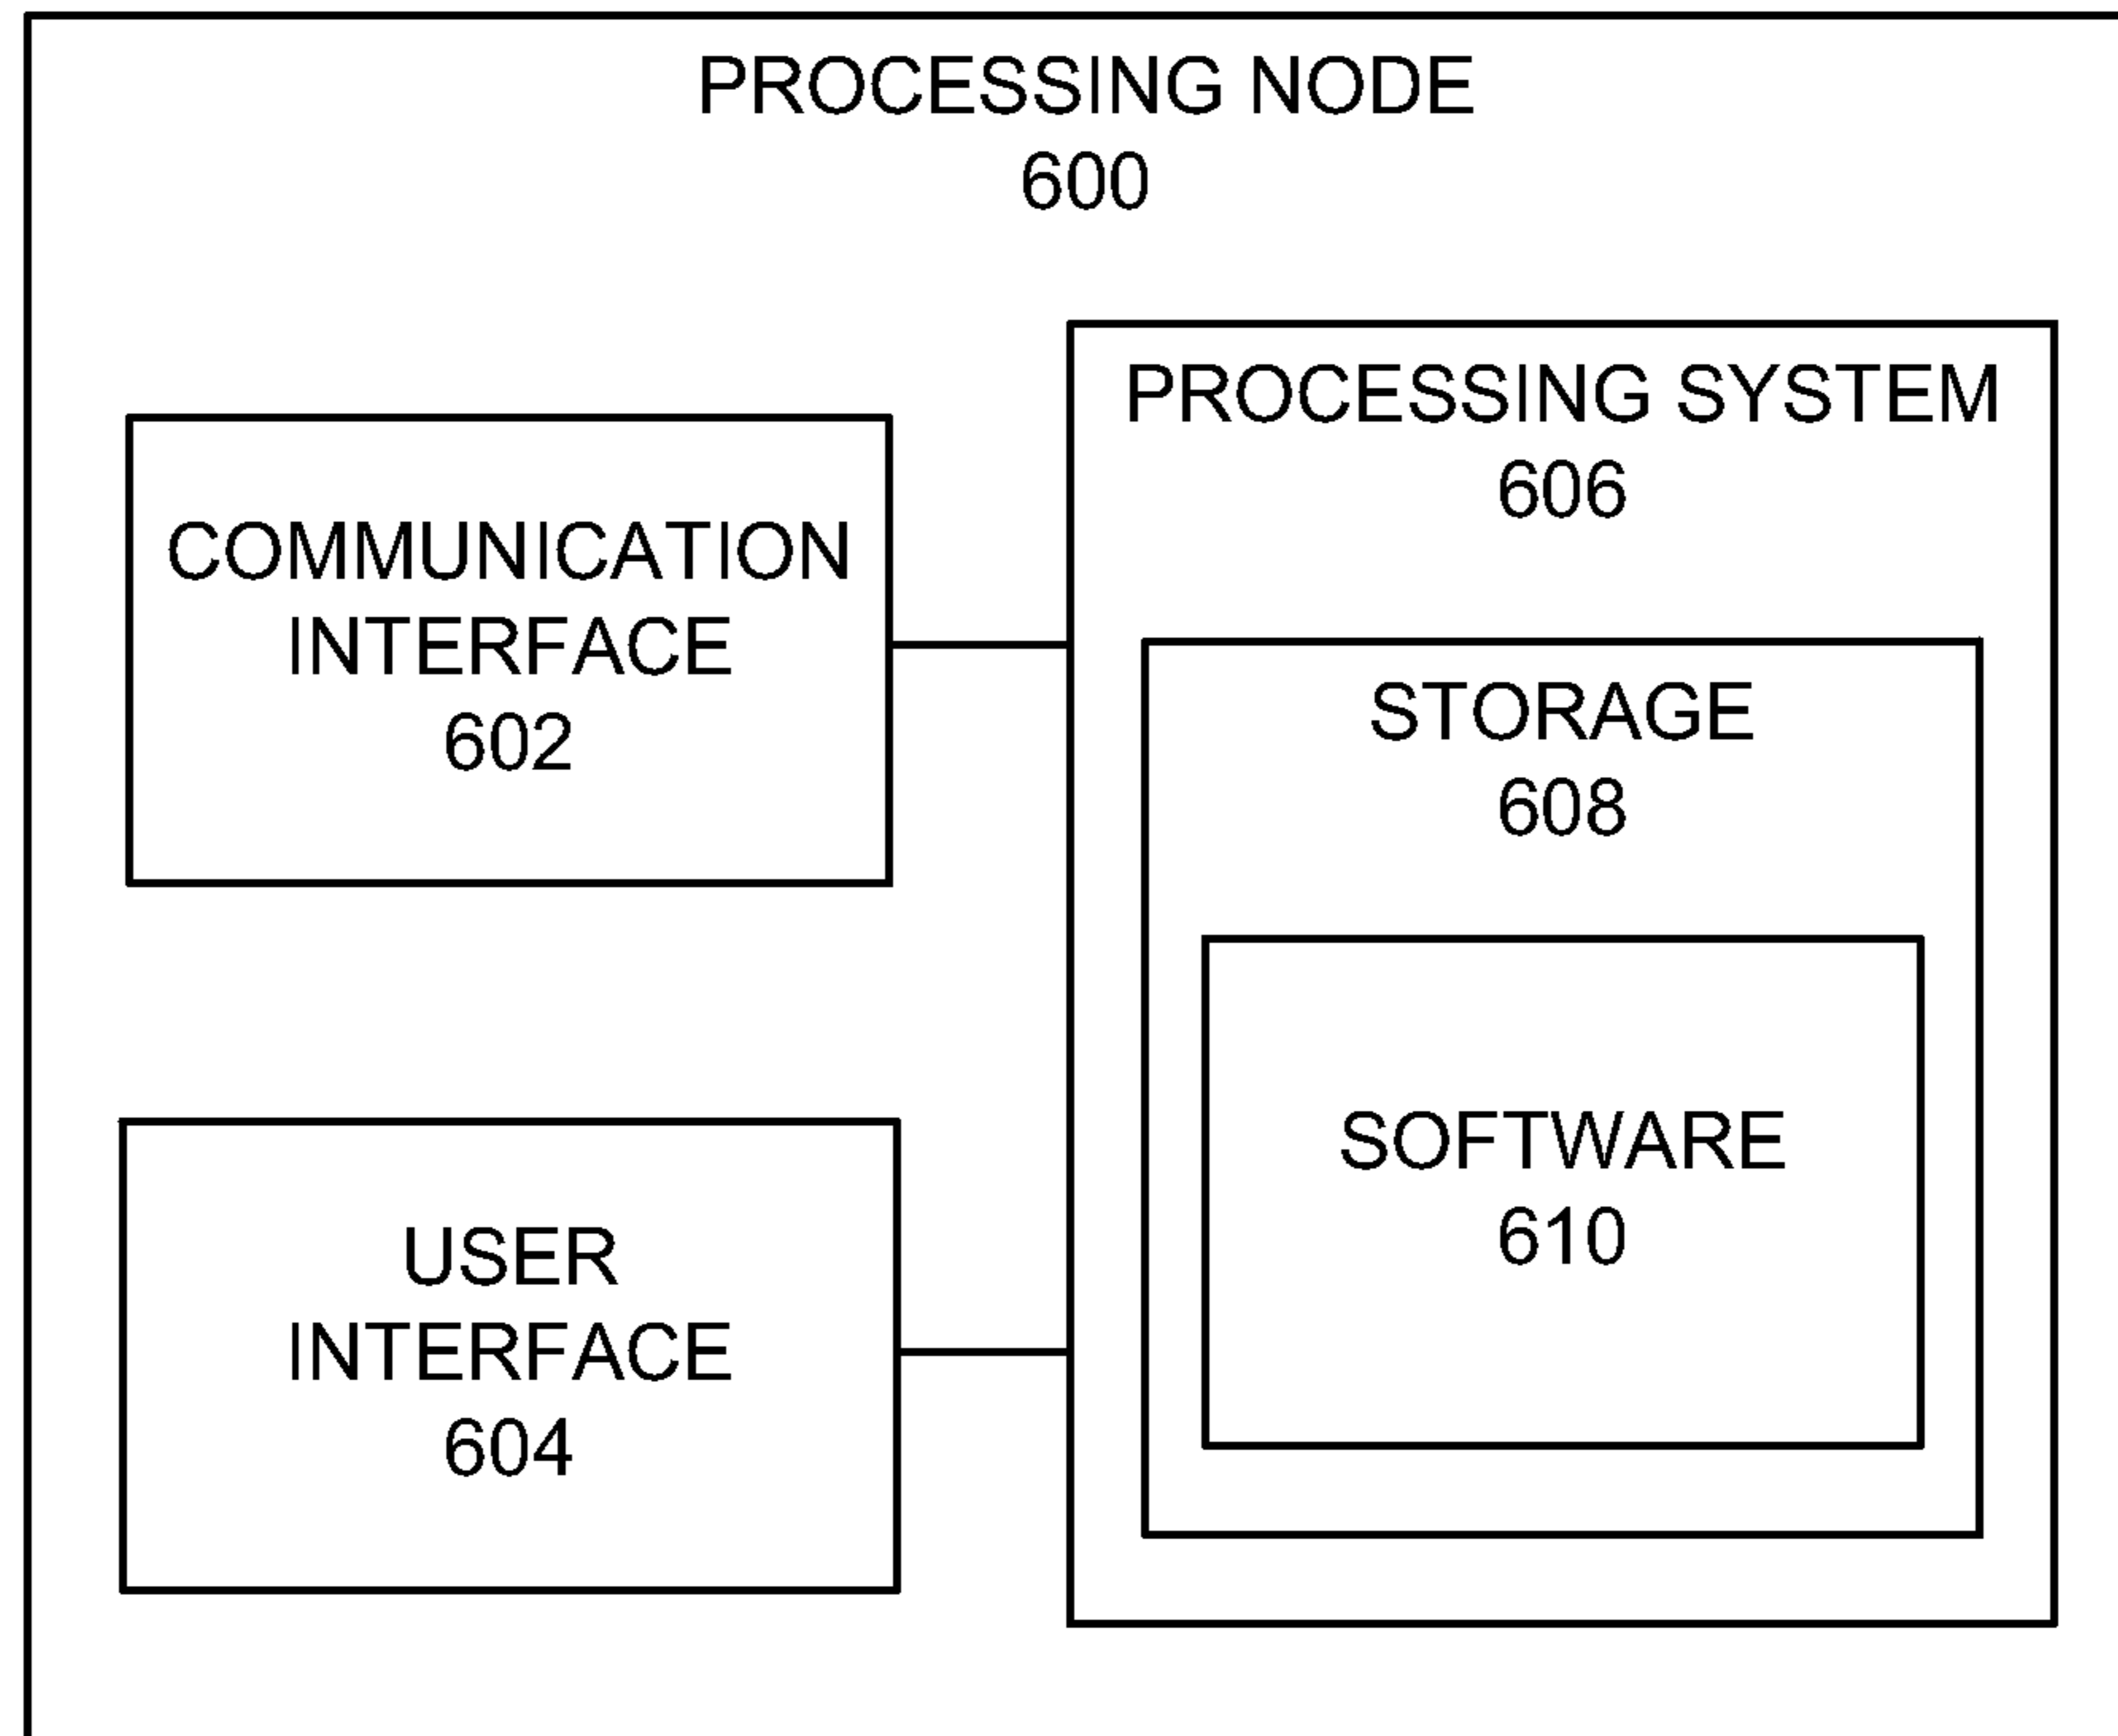 PROCESSING NODE
600
COMMUNICATION
INTERFACE
602
USER
INTERFACE
604
PROCESSING SYSTEM
606
STORAGE
608
SOFTWARE
610